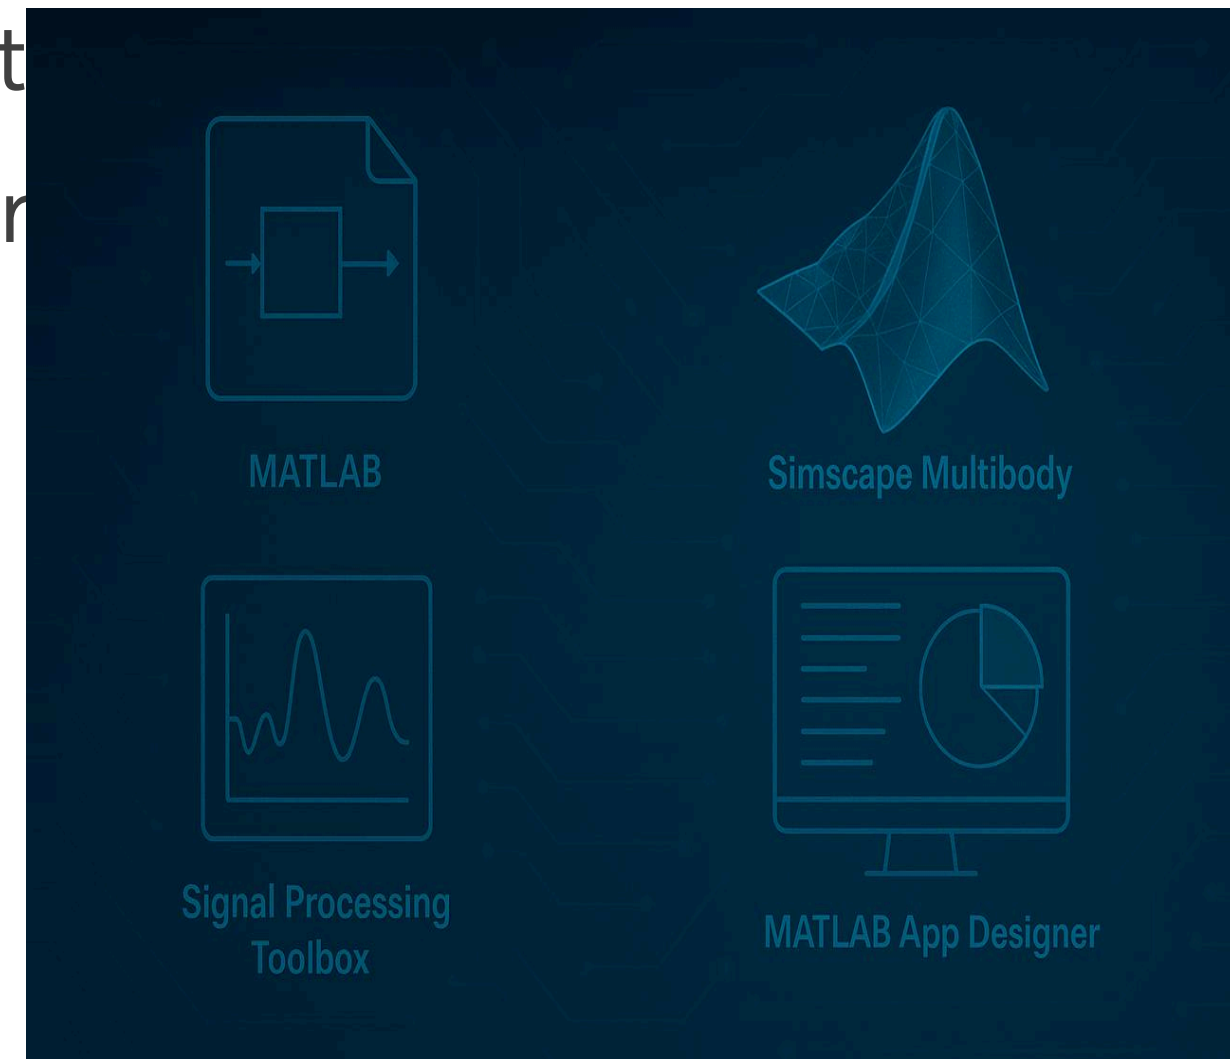 t
r
MATLAB
Simscape Multibody
Signal Processing
Toolbox
MATLAB App Designer